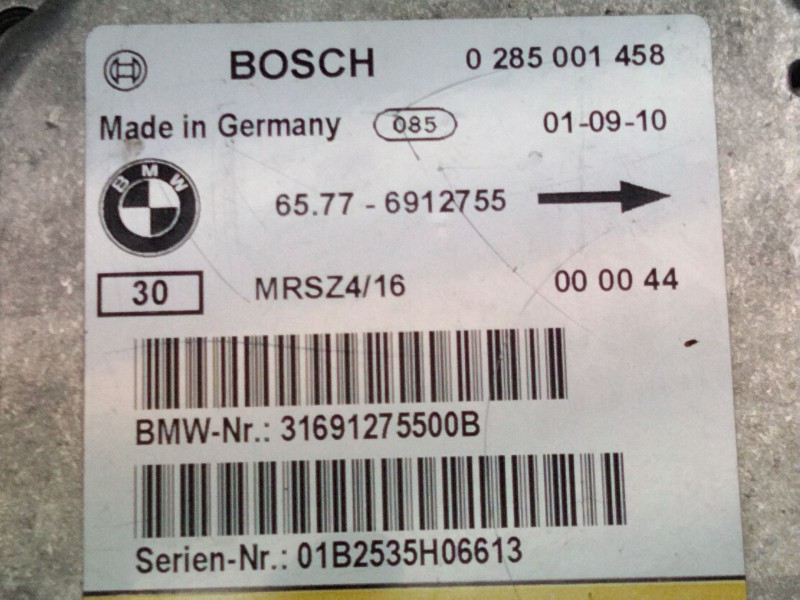 BOSCH 0 285 001 458
Made in Germany 085 01-09-10
BMW 65.77 - 6912755
30 MRSZ4/16 00 00 44
BMW-Nr.: 31691275500B
Serien-Nr.: 01B2535H06613